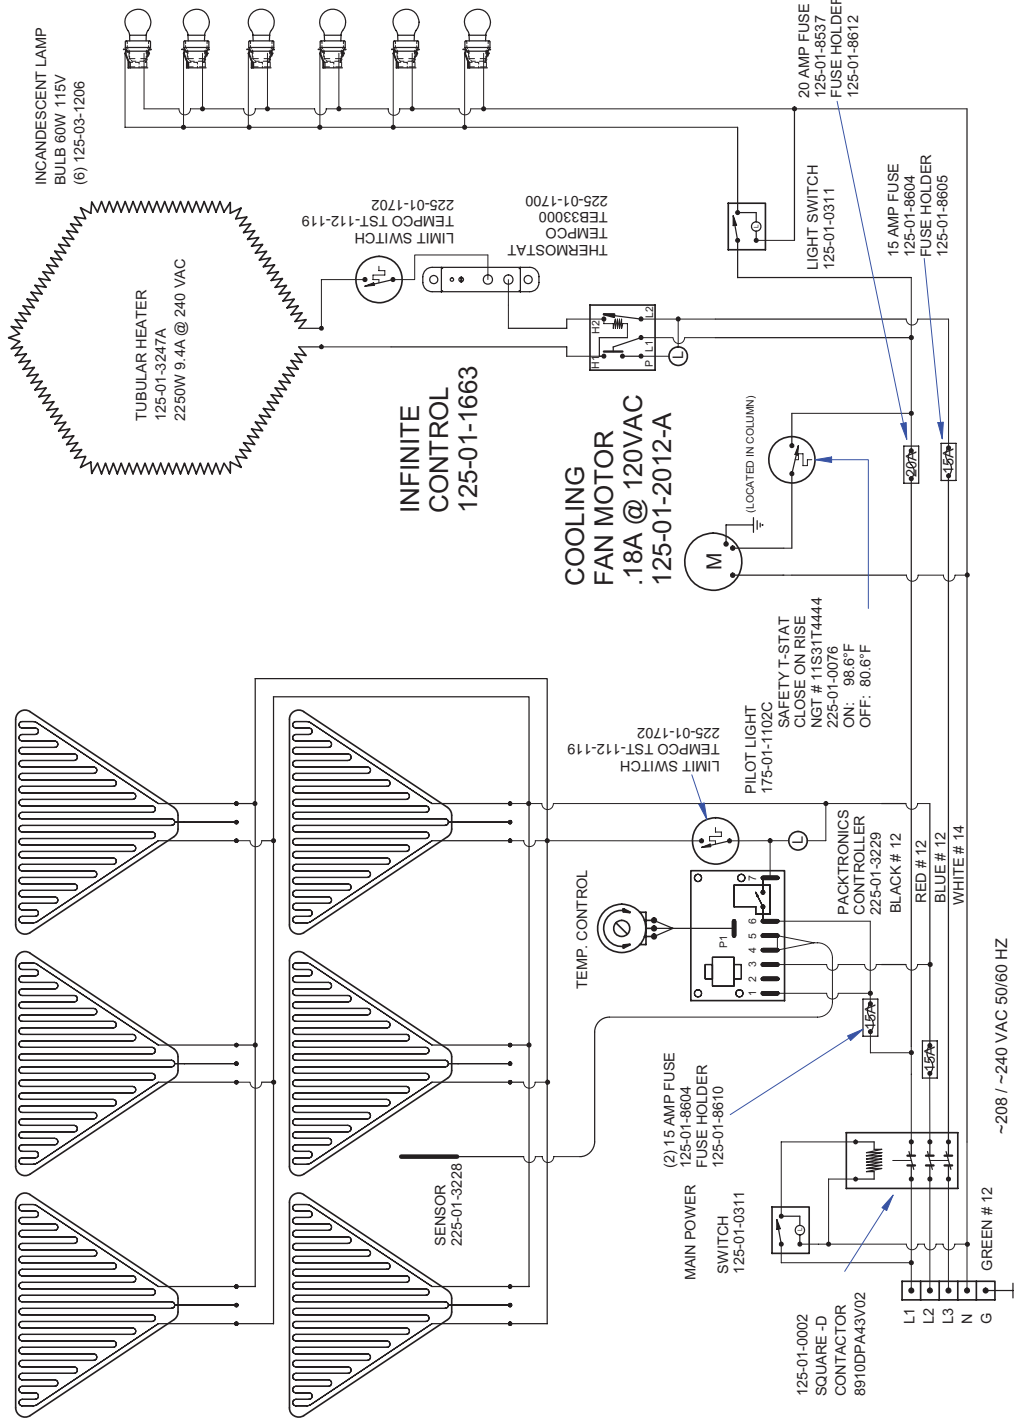 INCANDESCENT LAMP
BULB 60W 115V
(6) 125-03-1206
TUBULAR HEATER
125-01-3247A
2250W 9.4A @ 240 VAC
LIMIT SWITCH
TEMPCO TST-112-119
225-01-1702
THERMOSTAT
TEMPCO
TEB33000
225-01-1700
20 AMP FUSE
125-01-8537
FUSE HOLDER
125-01-8612
LIGHT SWITCH
125-01-0311
L
15 AMP FUSE
125-01-8604
FUSE HOLDER
125-01-8605
H1
H2
P
L1
L2
L
INFINITE
CONTROL
125-01-1663
COOLING
FAN MOTOR
.18A @ 120VAC
125-01-2012-A
(LOCATED IN COLUMN)
M
20A
15A
SAFETY T-STAT
CLOSE ON RISE
NGT # 11S31T4444
225-01-0076
ON: 98.6°F
OFF: 80.6°F
LIMIT SWITCH
TEMPCO TST-112-119
225-01-1702
PILOT LIGHT
175-01-1102C
L
TEMP. CONTROL
P1
1
2
3
4
5
6
7
PACKTRONICS
CONTROLLER
225-01-3229
BLACK # 12
RED # 12
BLUE # 12
WHITE # 14
SENSOR
225-01-3228
(2) 15 AMP FUSE
125-01-8604
FUSE HOLDER
125-01-8610
15A
15A
MAIN POWER
SWITCH
125-01-0311
L
125-01-0002
SQUARE -D
CONTACTOR
8910DPA43V02
L1
L2
L3
N
G
GREEN # 12
~208 / ~240 VAC 50/60 HZ